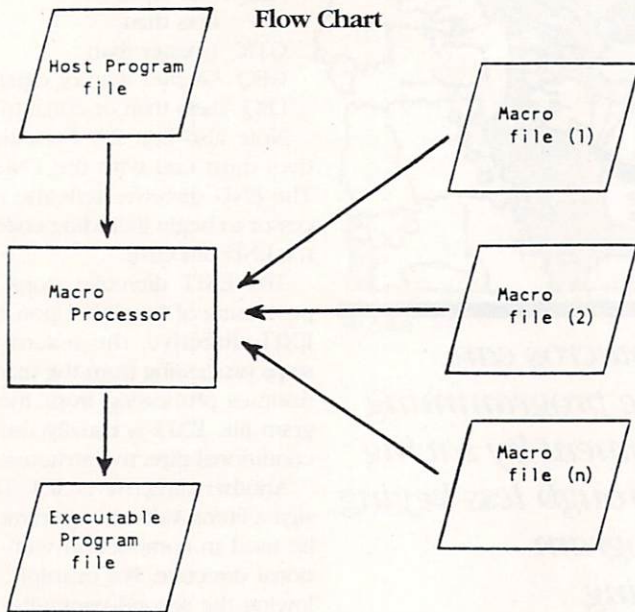 Flow Chart
Host Program
file
Macro
file (1)
Macro
Processor
Macro
file (2)
Macro
file (n)
Executable
Program
file